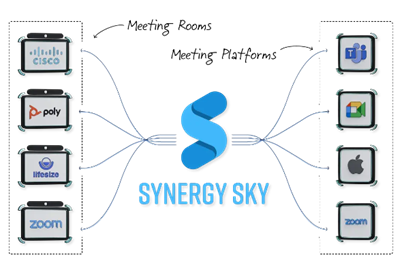 Meeting Rooms
Meeting Platforms
CISCO
poly
lifesize
zoom
SYNERGY SKY
T
zoom